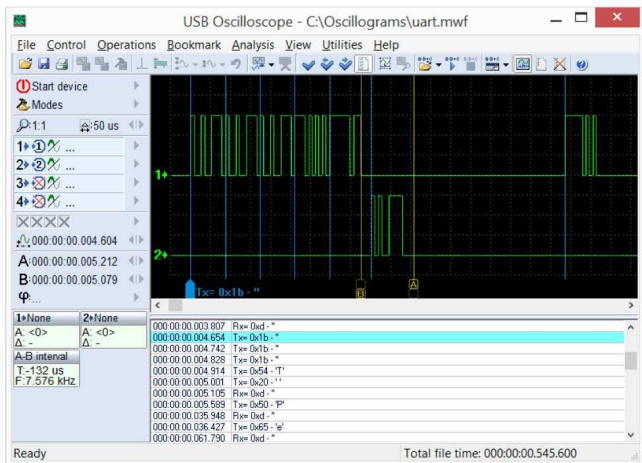 USB Oscilloscope - C:\Oscillograms\uart.mwf
File Control Operations Bookmark Analysis View Utilities Help
Start device
Modes
1:1 50 us
1 1 ...
2 2 ...
3 ...
4 ...
000:00:00.004.604
A:000:00:00.005.212
B:000:00:00.005.079
φ:...
1
2
Tx= 0x1b - "
B
A
1 None 2 None
A: <0> A: <0>
Δ: - Δ: -
A-B interval
T:-132 us
F:7.576 kHz
000:00:00.003.807 Rx= 0xd - "
000:00:00.004.654 Tx= 0x1b - "
000:00:00.004.742 Tx= 0x1b - "
000:00:00.004.828 Tx= 0x1b - "
000:00:00.004.914 Tx= 0x54 - 'T'
000:00:00.005.001 Tx= 0x20 - ' '
000:00:00.005.105 Rx= 0xd - "
000:00:00.005.589 Tx= 0x50 - 'P'
000:00:00.035.948 Rx= 0xd - "
000:00:00.036.427 Tx= 0x65 - 'e'
000:00:00.061.790 Rx= 0xd - "
Ready Total file time: 000:00:00.545.600